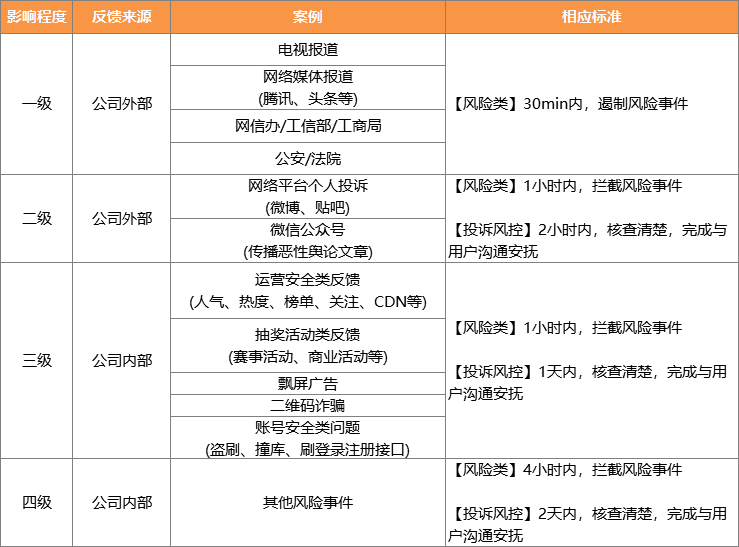 影响程度 反馈来源 案例 相应标准
一级 公司外部
电视报道
网络媒体报道
(腾讯、头条等)
网信办/工信部/工商局
公安/法院
【风险类】30min内，遏制风险事件
二级 公司外部
网络平台个人投诉
(微博、贴吧)
微信公众号
(传播恶性舆论文章)
【风险类】1小时内，拦截风险事件
【投诉风控】2小时内，核查清楚，完成与
用户沟通安抚
三级 公司内部
运营安全类反馈
(人气、热度、榜单、关注、CDN等)
抽奖活动类反馈
(赛事活动、商业活动等)
飘屏广告
二维码诈骗
账号安全类问题
(盗刷、撞库、刷登录注册接口)
【风险类】1小时内，拦截风险事件
【投诉风控】1天内，核查清楚，完成与用
户沟通安抚
四级 公司内部
其他风险事件
【风险类】4小时内，拦截风险事件
【投诉风控】2天内，核查清楚，完成与用
户沟通安抚